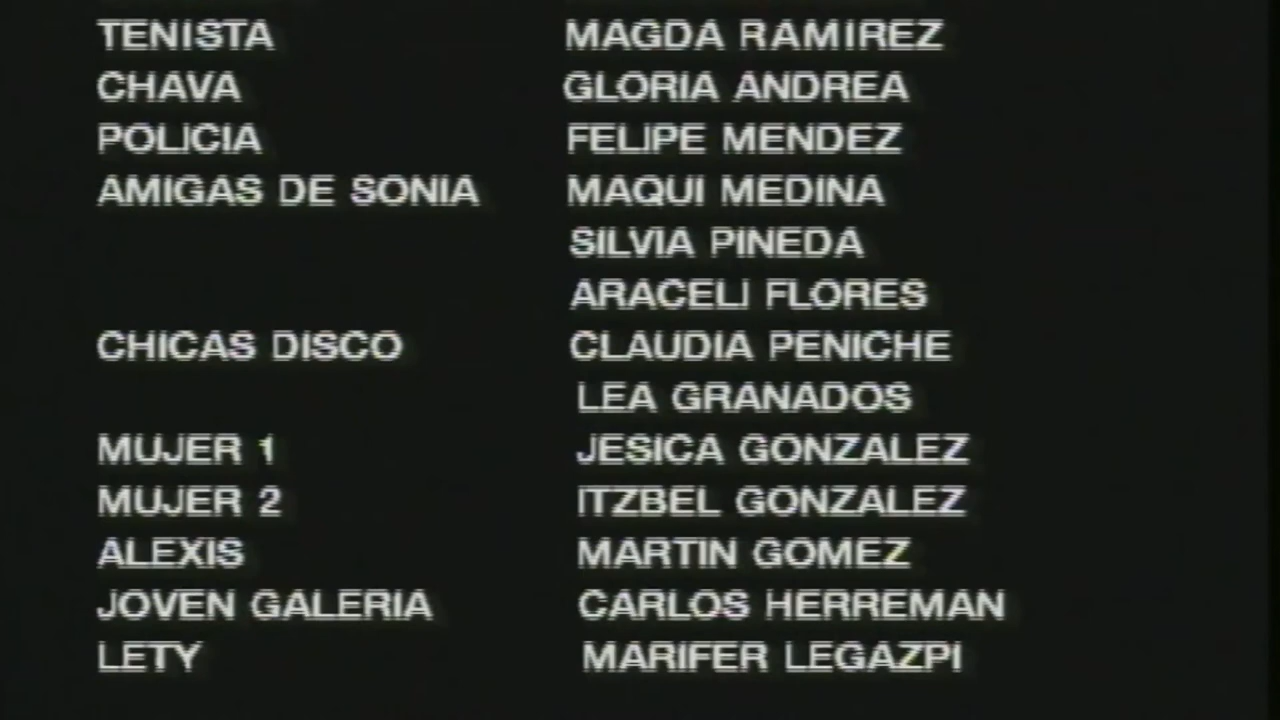 TENISTA MAGDA RAMIREZ
CHAVA GLORIA ANDREA
POLICIA FELIPE MENDEZ
AMIGAS DE SONIA MAQUI MEDINA
SILVIA PINEDA
ARACELI FLORES
CHICAS DISCO CLAUDIA PENICHE
LEA GRANADOS
MUJER 1 JESICA GONZALEZ
MUJER 2 ITZBEL GONZALEZ
ALEXIS MARTIN GOMEZ
JOVEN GALERIA CARLOS HERREMAN
LETY MARIFER LEGAZPI